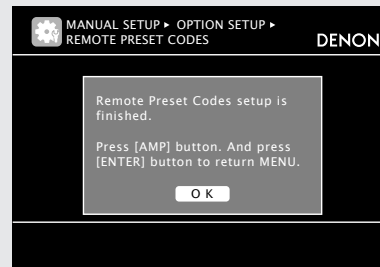 MANUAL SETUP ▸ OPTION SETUP ▸
REMOTE PRESET CODES
DENON
Remote Preset Codes setup is
finished.
Press [AMP] button. And press
[ENTER] button to return MENU.
O K